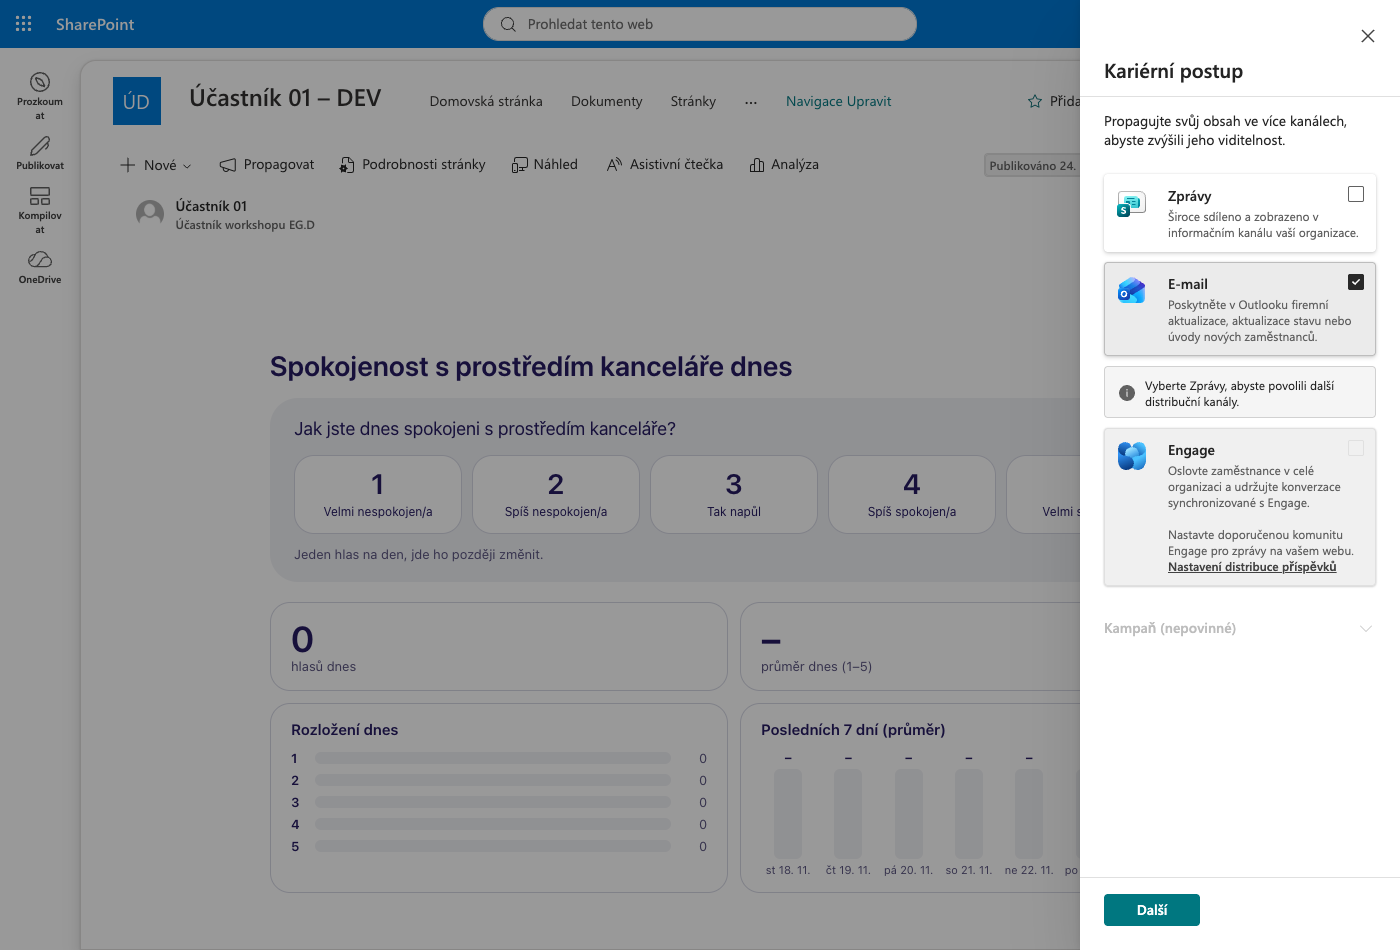 SharePoint
Prohledat tento web
Prozkoum
at
Publikovat
Kompilov
at
OneDrive
ÚD
Účastník 01 – DEV
Domovská stránka
Dokumenty
Stránky
...
Navigace Upravit
Přida
Nové
Propagovat
Podrobnosti stránky
Náhled
Asistivní čtečka
Analýza
Publikováno 24.
Účastník 01
Účastník workshopu EG.D
Spokojenost s prostředím kanceláře dnes
Jak jste dnes spokojeni s prostředím kanceláře?
1
Velmi nespokojen/a
2
Spíš nespokojen/a
3
Tak napůl
4
Spíš spokojen/a
Velmi s
Jeden hlas na den, jde ho později změnit.
0
hlasů dnes
–
průměr dnes (1–5)
Rozložení dnes
1 0
2 0
3 0
4 0
5 0
Posledních 7 dní (průměr)
– – – – –
st 18. 11. čt 19. 11. pá 20. 11. so 21. 11. ne 22. 11. po
Kariérní postup
Propagujte svůj obsah ve více kanálech,
abyste zvýšili jeho viditelnost.
Zprávy
Široce sdíleno a zobrazeno v
informačním kanálu vaší organizace.
E-mail
Poskytněte v Outlooku firemní
aktualizace, aktualizace stavu nebo
úvody nových zaměstnanců.
Vyberte Zprávy, abyste povolili další
distribuční kanály.
Engage
Oslovte zaměstnance v celé
organizaci a udržujte konverzace
synchronizované s Engage.
Nastavte doporučenou komunitu
Engage pro zprávy na vašem webu.
Nastavení distribuce příspěvků
Kampaň (nepovinné)
Další